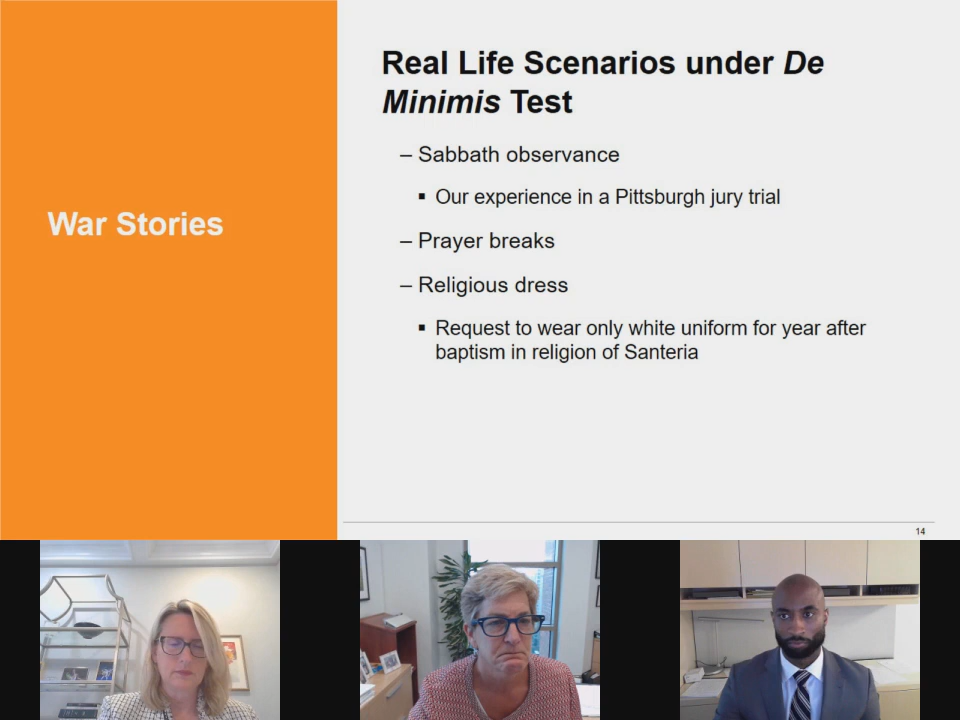 War Stories
Real Life Scenarios under De
Minimis Test
– Sabbath observance
▪ Our experience in a Pittsburgh jury trial
– Prayer breaks
– Religious dress
▪ Request to wear only white uniform for year after
baptism in religion of Santeria
14